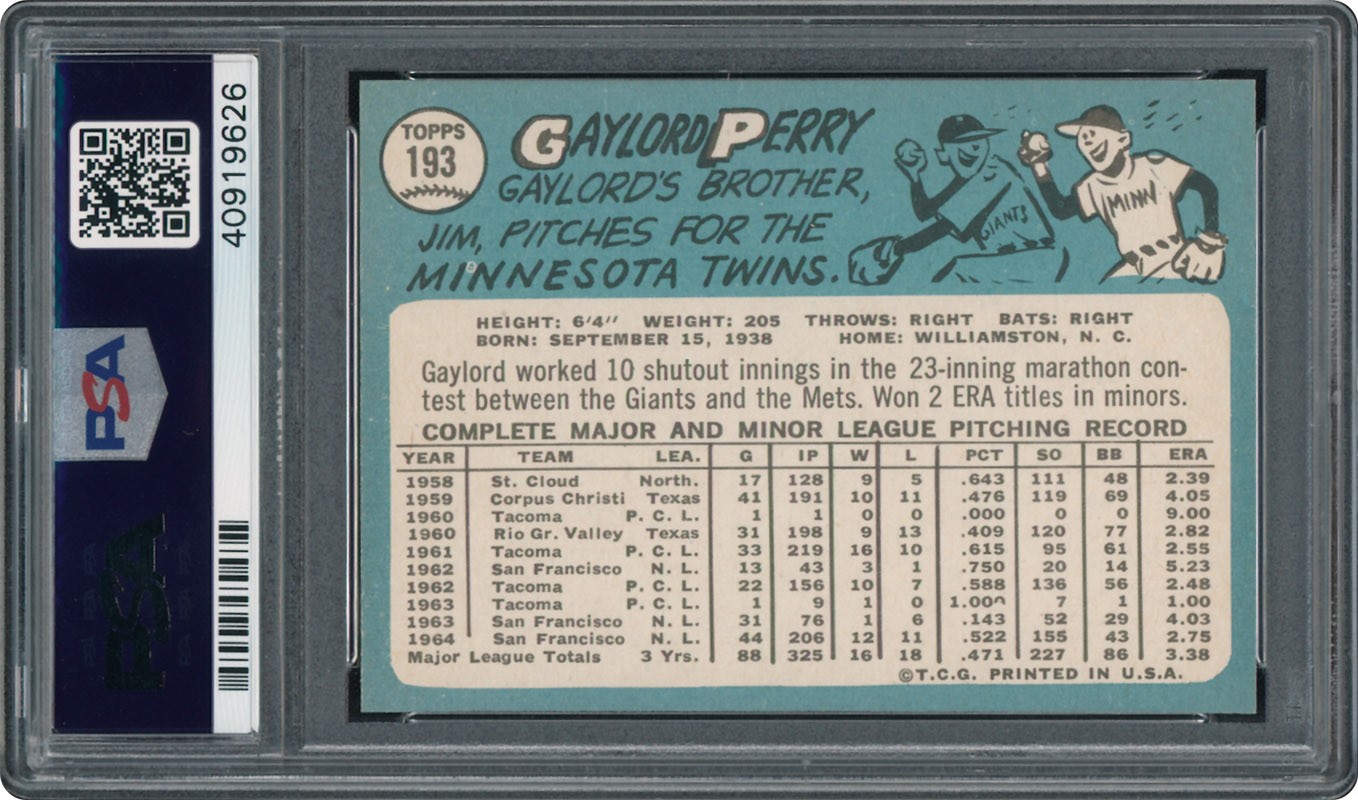 40919626
PSA
PSA
TOPPS
193
GAYLORD PERRY
GAYLORD'S BROTHER,
JIM, PITCHES FOR THE
MINNESOTA TWINS.
GIANTS
MINN
HEIGHT: 6'4" WEIGHT: 205 THROWS: RIGHT BATS: RIGHT
BORN: SEPTEMBER 15, 1938 HOME: WILLIAMSTON, N. C.
Gaylord worked 10 shutout innings in the 23-inning marathon con-
test between the Giants and the Mets. Won 2 ERA titles in minors.
COMPLETE MAJOR AND MINOR LEAGUE PITCHING RECORD
YEAR TEAM LEA. G IP W L PCT SO BB ERA
1958 St. Cloud North. 17 128 9 5 .643 111 48 2.39
1959 Corpus Christi Texas 41 191 10 11 .476 119 69 4.05
1960 Tacoma P. C. L. 1 1 0 0 .000 0 0 9.00
1960 Rio Gr. Valley Texas 31 198 9 13 .409 120 77 2.82
1961 Tacoma P. C. L. 33 219 16 10 .615 95 61 2.55
1962 San Francisco N. L. 13 43 3 1 .750 20 14 5.23
1962 Tacoma P. C. L. 22 156 10 7 .588 136 56 2.48
1963 Tacoma P. C. L. 1 9 1 0 1.000 7 1 1.00
1963 San Francisco N. L. 31 76 1 6 .143 52 29 4.03
1964 San Francisco N. L. 44 206 12 11 .522 155 43 2.75
Major League Totals 3 Yrs. 88 325 16 18 .471 227 86 3.38
©T.C.G. PRINTED IN U.S.A.